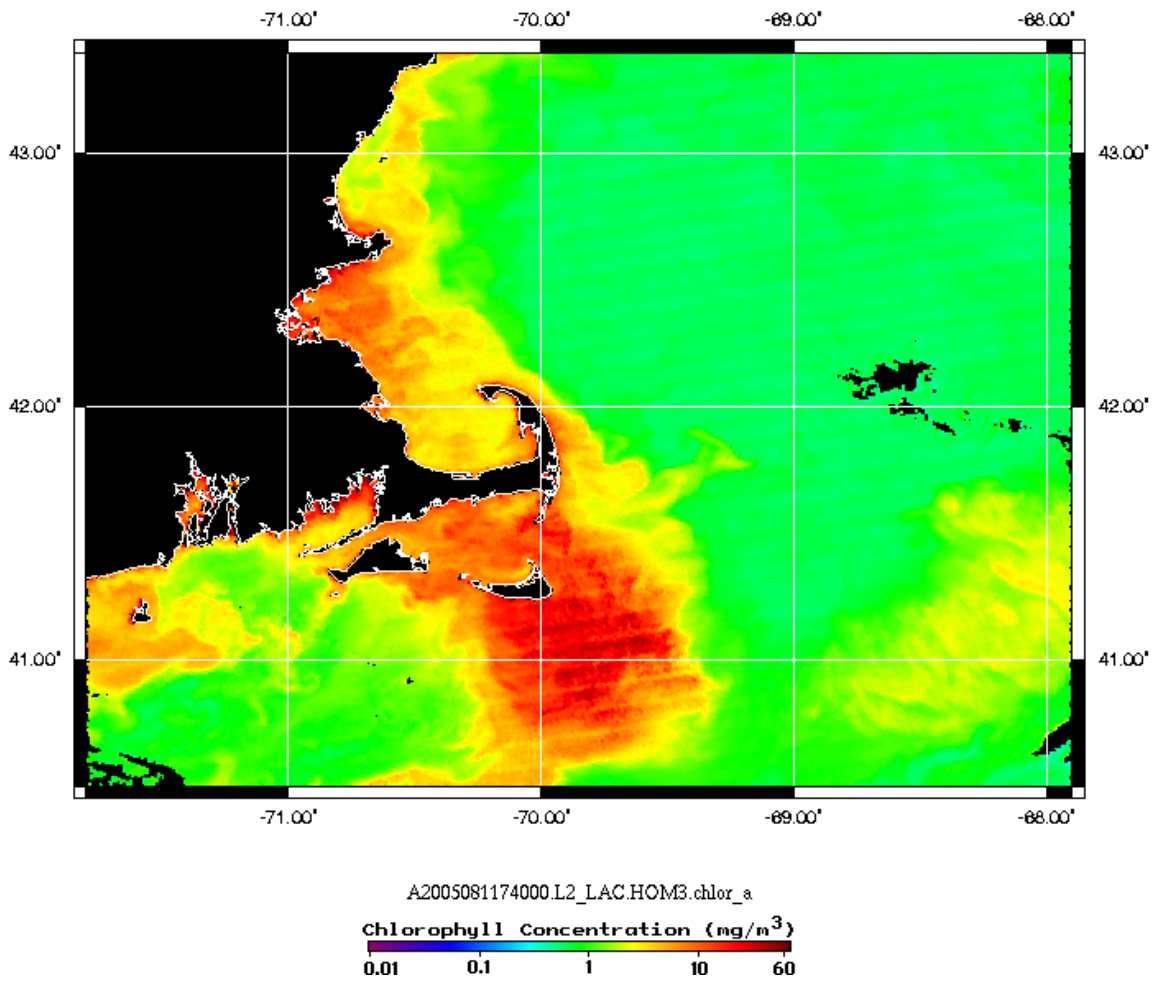 -71.00° -70.00° -69.00° -68.00°
43.00° 43.00°
42.00° 42.00°
41.00° 41.00°
-71.00° -70.00° -69.00° -68.00°
A2005081174000.L2_LAC.HOM3.chlor_a
Chlorophyll Concentration (mg/m³)
0.01 0.1 1 10 60